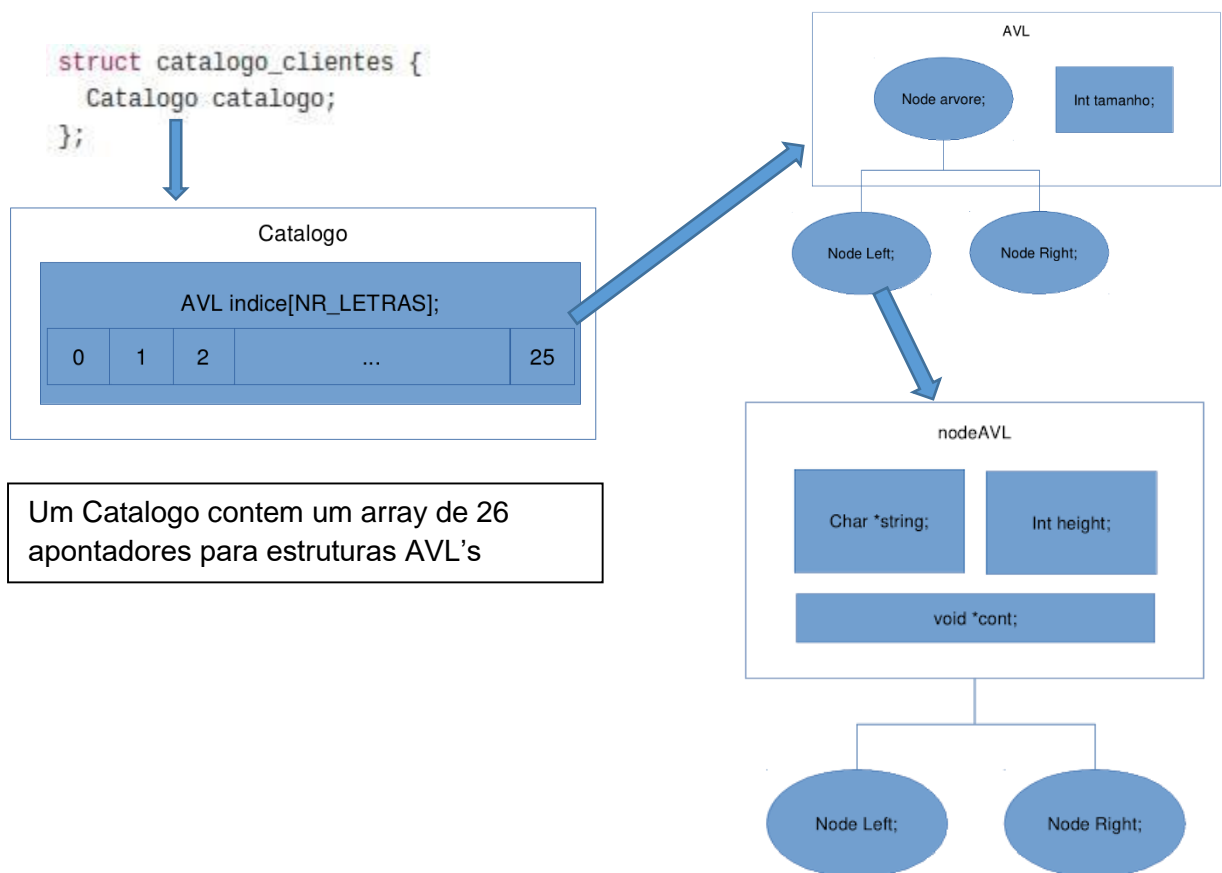 struct catalogo_clientes {
Catalogo catalogo;
};
Catalogo
AVL indice[NR_LETRAS];
0 1 2 ... 25
Um Catalogo contem um array de 26
apontadores para estruturas AVL’s
AVL
Node arvore;
Int tamanho;
Node Left;
Node Right;
nodeAVL
Char *string;
Int height;
void *cont;
Node Left;
Node Right;